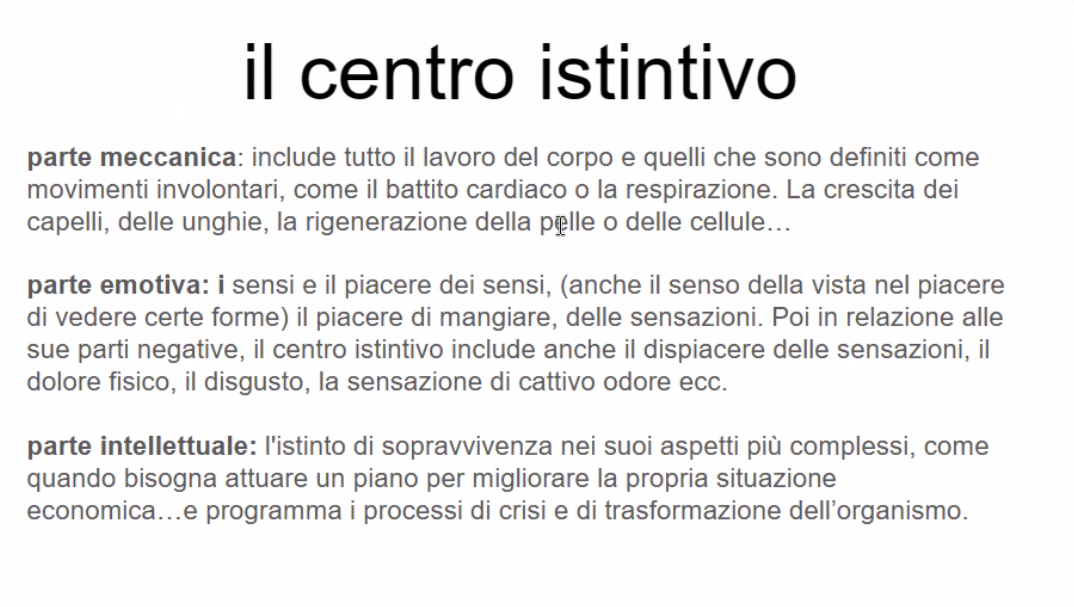 il centro istintivo
parte meccanica: include tutto il lavoro del corpo e quelli che sono definiti come
movimenti involontari, come il battito cardiaco o la respirazione. La crescita dei
capelli, delle unghie, la rigenerazione della pelle o delle cellule…
parte emotiva: i sensi e il piacere dei sensi, (anche il senso della vista nel piacere
di vedere certe forme) il piacere di mangiare, delle sensazioni. Poi in relazione alle
sue parti negative, il centro istintivo include anche il dispiacere delle sensazioni, il
dolore fisico, il disgusto, la sensazione di cattivo odore ecc.
parte intellettuale: l'istinto di sopravvivenza nei suoi aspetti più complessi, come
quando bisogna attuare un piano per migliorare la propria situazione
economica…e programma i processi di crisi e di trasformazione dell’organismo.